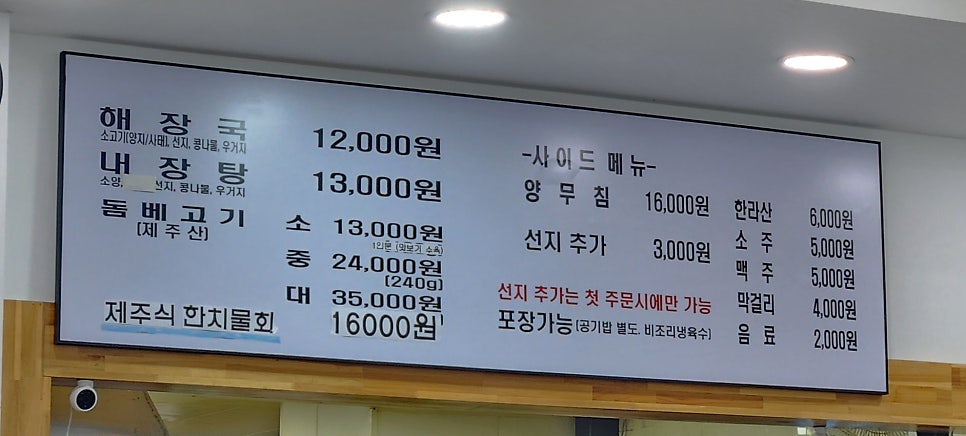 해장국 12,000원
소고기(양지/사태), 선지, 콩나물, 우거지
내장탕 13,000원
소양, 선지, 콩나물, 우거지
돔베고기 소 13,000원
(제주산)
1인분 (맛보기 수육)
중 24,000원
(240g)
대 35,000원
제주식 한치물회 16000원
-사이드 메뉴-
양무침 16,000원
선지 추가 3,000원
선지 추가는 첫 주문시에만 가능
포장가능(공기밥 별도. 비조리냉육수)
한라산 6,000원
소주 5,000원
맥주 5,000원
막걸리 4,000원
음료 2,000원